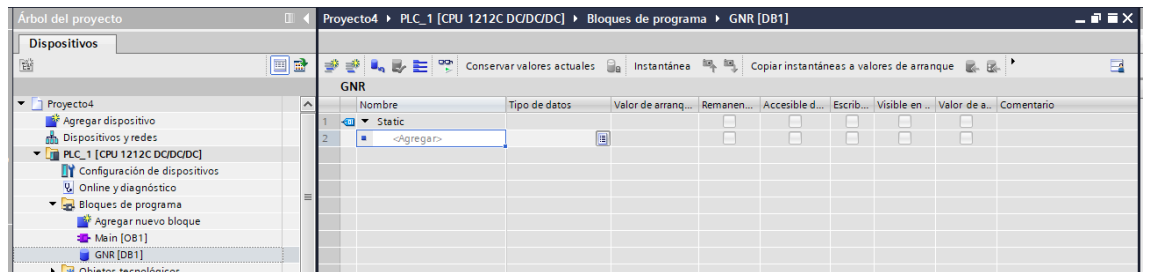 Árbol del proyecto
Proyecto4 PLC_1 [CPU 1212C DC/DC/DC] Bloques de programa GNR [DB1]
Dispositivos
Conservar valores actuales Instantánea Copiar instantáneas a valores de arranque
GNR
Nombre Tipo de datos Valor de arranq... Remanen... Accesible d... Escrib... Visible en .. Valor de a.. Comentario
1 Static
2 <Agregar>
Proyecto4
Agregar dispositivo
Dispositivos y redes
PLC_1 [CPU 1212C DC/DC/DC]
Configuración de dispositivos
Online y diagnóstico
Bloques de programa
Agregar nuevo bloque
Main [OB1]
GNR [DB1]
Objetos tecnológicos